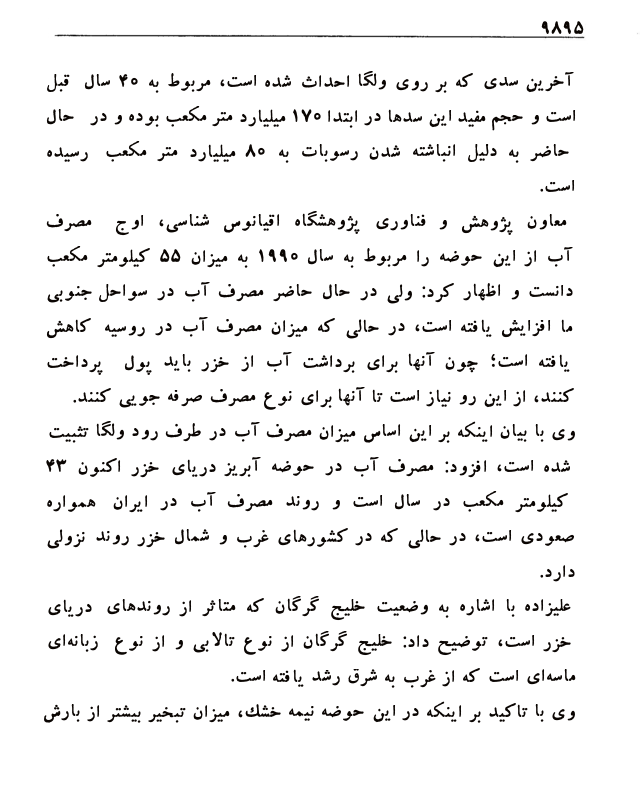 ۹۸۹۵
آخرین سدی که بر روی ولگا احداث شده است، مربوط به ۴۰ سال قبل
است و حجم مفید این سدها در ابتدا ۱۷۰ میلیارد متر مکعب بوده و در حال
حاضر به دلیل انباشته شدن رسوبات به ۸۰ میلیارد متر مکعب رسیده
است.
معاون پژوهش و فناوری پژوهشگاه اقیانوس شناسی، اوج مصرف
آب از این حوضه را مربوط به سال ۱۹۹۰ به میزان ۵۵ کیلومتر مکعب
دانست و اظهار کرد: ولی در حال حاضر مصرف آب در سواحل جنوبی
ما افزایش یافته است، در حالی که میزان مصرف آب در روسیه کاهش
یافته است؛ چون آنها برای برداشت آب از خزر باید پول پرداخت
کنند، از این رو نیاز است تا آنها برای نوع مصرف صرفه جویی کنند.
وی با بیان اینکه بر این اساس میزان مصرف آب در طرف رود ولگا تثبیت
شده است، افزود: مصرف آب در حوضه آبریز دریای خزر اکنون ۴۳
کیلومتر مکعب در سال است و روند مصرف آب در ایران همواره
صعودی است، در حالی که در کشورهای غرب و شمال خزر روند نزولی
دارد.
علیزاده با اشاره به وضعیت خلیج گرگان که متاثر از روندهای دریای
خزر است، توضیح داد: خلیج گرگان از نوع تالابی و از نوع زبانه‌ای
ماسه‌ای است که از غرب به شرق رشد یافته است.
وی با تاکید بر اینکه در این حوضه نیمه خشك، میزان تبخیر بیشتر از بارش